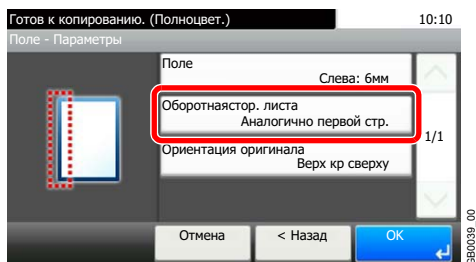 Готов к копированию. (Полноцвет.) 10:10
Поле - Параметры
Поле
Слева: 6мм
Оборотнаястор. листа
Аналогично первой стр.
1/1
Ориентация оригинала
Верх кр сверху
Отмена < Назад OK
GB0039_00